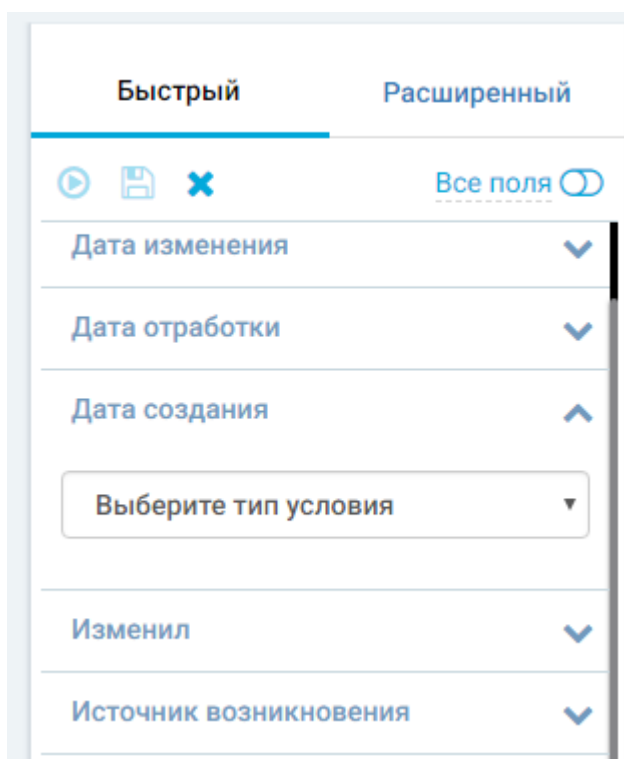 Быстрый Расширенный
Все поля
Дата изменения
Дата отработки
Дата создания
Выберите тип условия
Изменил
Источник возникновения